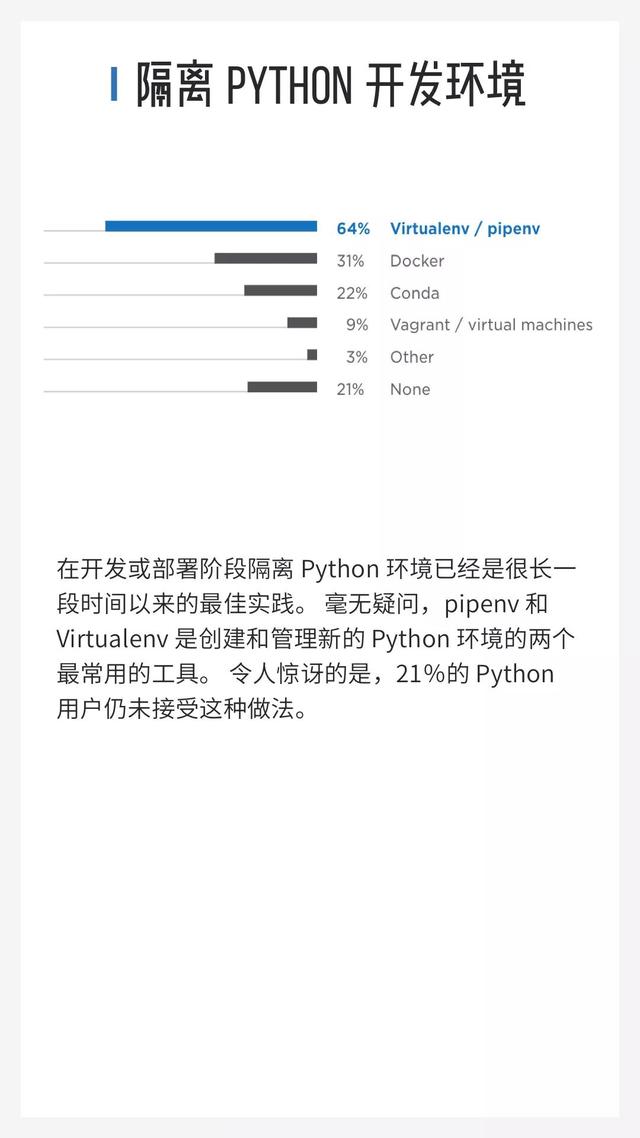 隔离 PYTHON 开发环境
64% Virtualenv / pipenv
31% Docker
22% Conda
9% Vagrant / virtual machines
3% Other
21% None
在开发或部署阶段隔离 Python 环境已经是很长一
段时间以来的最佳实践。 毫无疑问，pipenv 和
Virtualenv 是创建和管理新的 Python 环境的两个
最常用的工具。 令人惊讶的是，21%的 Python
用户仍未接受这种做法。